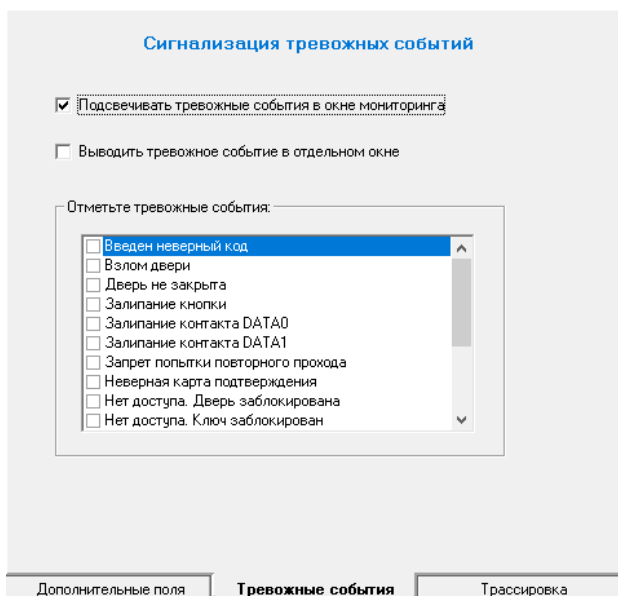 Сигнализация тревожных событий
Подсвечивать тревожные события в окне мониторинга
Выводить тревожное событие в отдельном окне
Отметьте тревожные события:
Введен неверный код
Взлом двери
Дверь не закрыта
Залипание кнопки
Залипание контакта DATA0
Залипание контакта DATA1
Запрет попытки повторного прохода
Неверная карта подтверждения
Нет доступа. Дверь заблокирована
Нет доступа. Ключ заблокирован
Дополнительные поля Тревожные события Трассировка